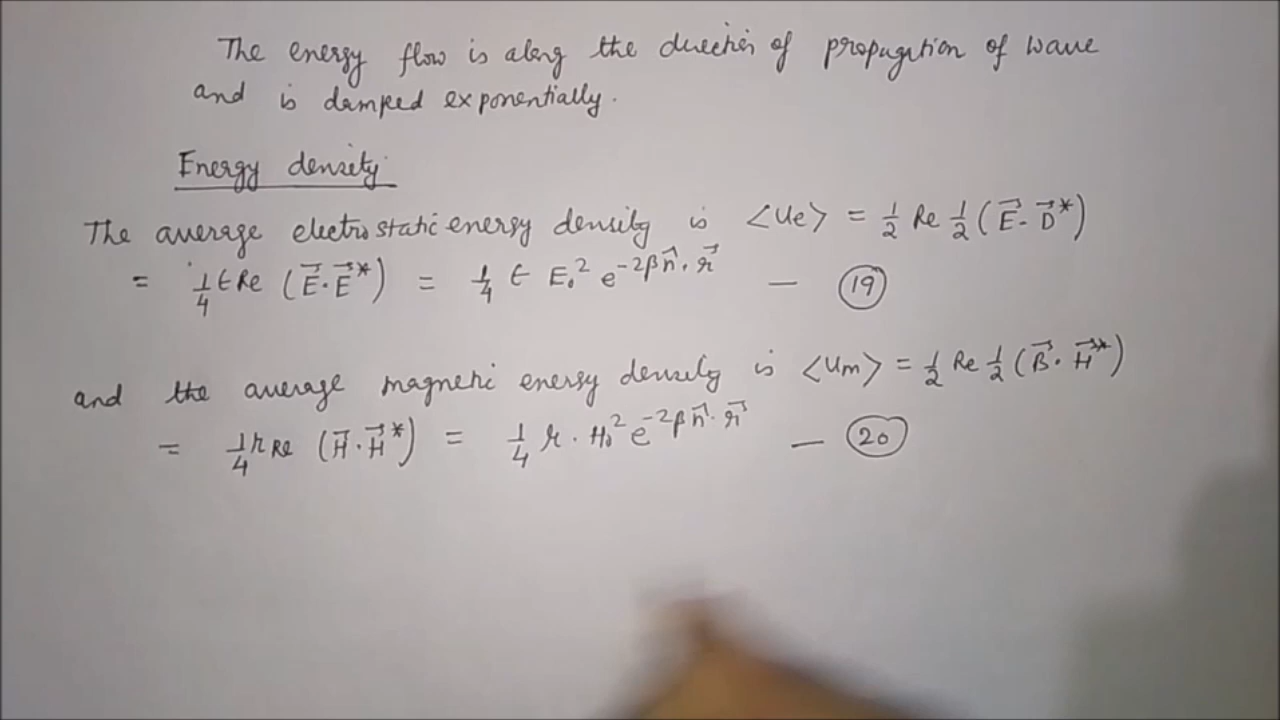 The energy flow is along the direction of propagation of wave
and is damped exponentially.
Energy density
The average electrostatic energy density is <Ue> = 1/2 Re 1/2 (E⃗. D⃗*)
= 1/4 ϵ Re (E⃗.E⃗*) = 1/4 ϵ E₀² e^(-2βn⃗.r⃗) — (19)
and the average magnetic energy density is <Um> = 1/2 Re 1/2 (B⃗. H⃗*)
= 1/4 μ Re (H⃗.H⃗*) = 1/4 μ . H₀² e^(-2βn⃗.r⃗) — (20)